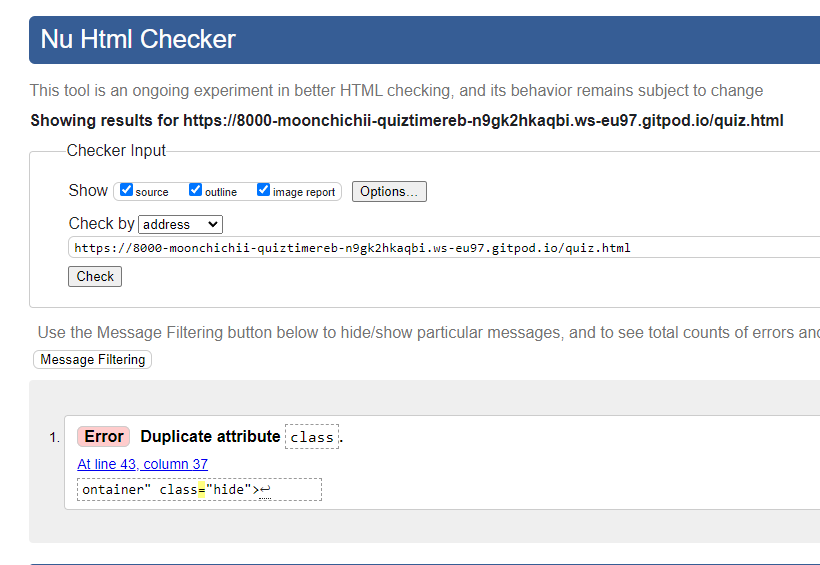 Nu Html Checker
This tool is an ongoing experiment in better HTML checking, and its behavior remains subject to change
Showing results for https://8000-moonchichii-quiztimereb-n9gk2hkaqbi.ws-eu97.gitpod.io/quiz.html
Checker Input
Show source outline image report Options...
Check by address
https://8000-moonchichii-quiztimereb-n9gk2hkaqbi.ws-eu97.gitpod.io/quiz.html
Check
Use the Message Filtering button below to hide/show particular messages, and to see total counts of errors and
Message Filtering
1. Error Duplicate attribute class.
At line 43, column 37
ontainer" class="hide">↩